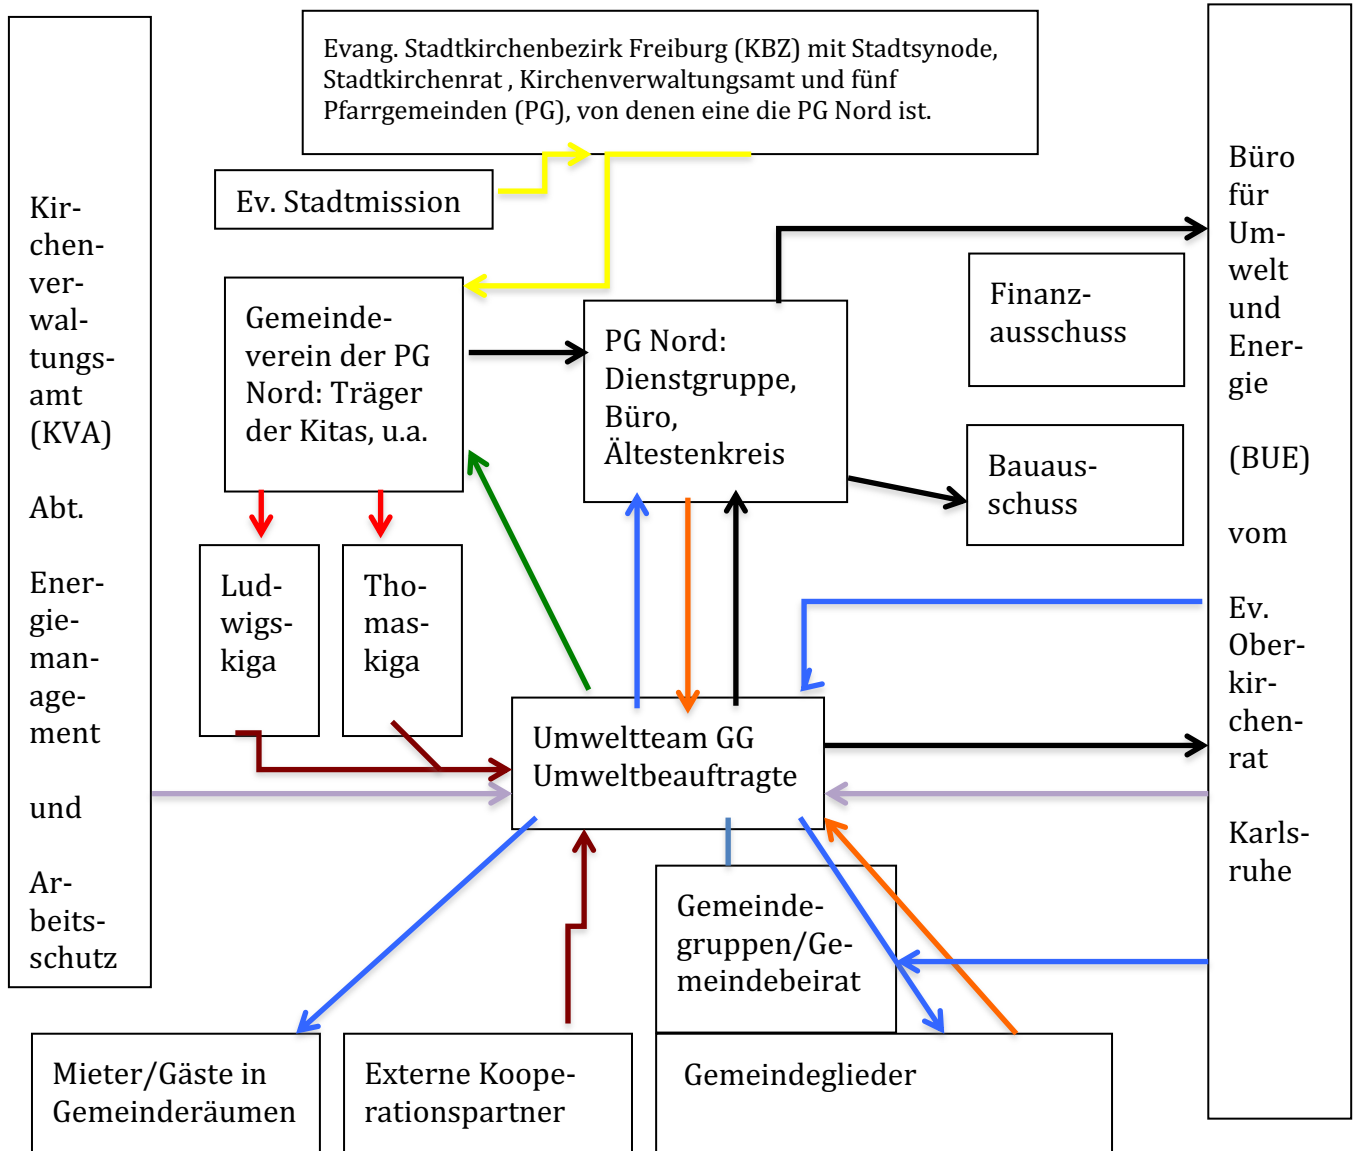 Evang. Stadtkirchenbezirk Freiburg (KBZ) mit Stadtsynode,
Stadtkirchenrat , Kirchenverwaltungsamt und fünf
Pfarrgemeinden (PG), von denen eine die PG Nord ist.
Ev. Stadtmission
Kir-
chen-
ver-
wal-
tungs-
amt
(KVA)
Abt.
Ener-
gie-
man-
age-
ment
und
Ar-
beits-
schutz
Gemeinde-
verein der PG
Nord: Träger
der Kitas, u.a.
PG Nord:
Dienstgruppe,
Büro,
Ältestenkreis
Finanz-
ausschuss
Bauaus-
schuss
Büro
für
Um-
welt
und
Ener-
gie
(BUE)
vom
Ev.
Ober-
kir-
chen-
rat
Karls-
ruhe
Lud-
wigs-
kiga
Tho-
mas-
kiga
Umweltteam GG
Umweltbeauftragte
Gemeinde-
gruppen/Ge-
meindebeirat
Mieter/Gäste in
Gemeinderäumen
Externe Koope-
rationspartner
Gemeindeglieder